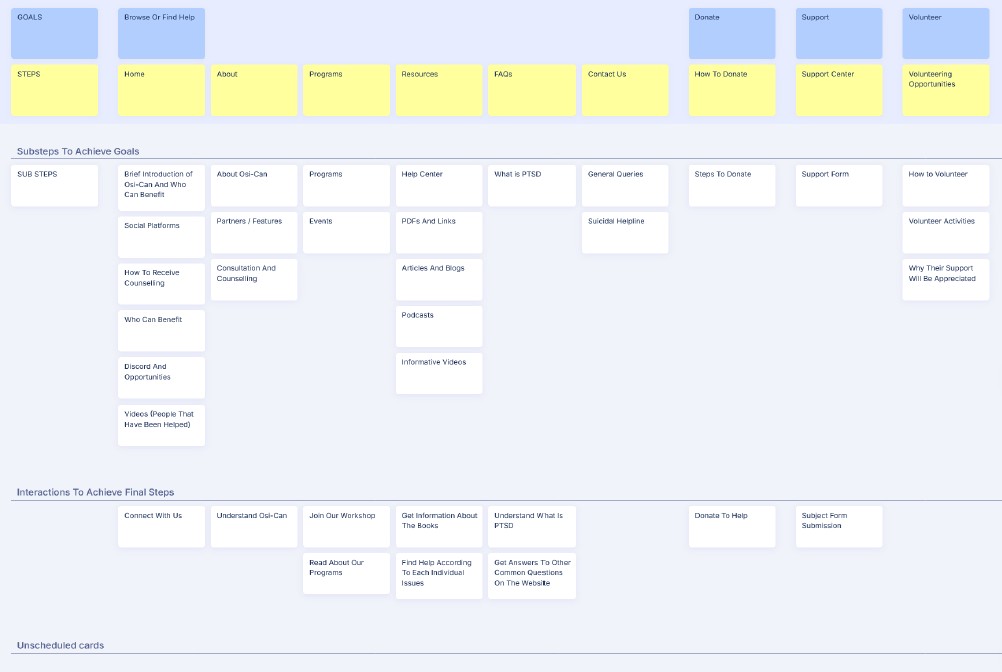 GOALS
Browse Or Find Help
Donate
Support
Volunteer
STEPS
Home
About
Programs
Resources
FAQs
Contact Us
How To Donate
Support Center
Volunteering
Opportunities
Substeps To Achieve Goals
SUB STEPS
Brief Introduction of
Osi-Can And Who
Can Benefit
About Osi-Can
Programs
Help Center
What is PTSD
General Queries
Steps To Donate
Support Form
How to Volunteer
Social Platforms
Partners / Features
Events
PDFs And Links
Suicidal Helpline
Volunteer Activities
How To Receive
Counselling
Consultation And
Counselling
Articles And Blogs
Why Their Support
Will Be Appreciated
Who Can Benefit
Podcasts
Discord And
Opportunities
Informative Videos
Videos (People That
Have Been Helped)
Interactions To Achieve Final Steps
Connect With Us
Understand Osi-Can
Join Our Workshop
Get Information About
The Books
Understand What Is
PTSD
Donate To Help
Subject Form
Submission
Read About Our
Programs
Find Help According
To Each Individual
Issues
Get Answers To Other
Common Questions
On The Website
Unscheduled cards